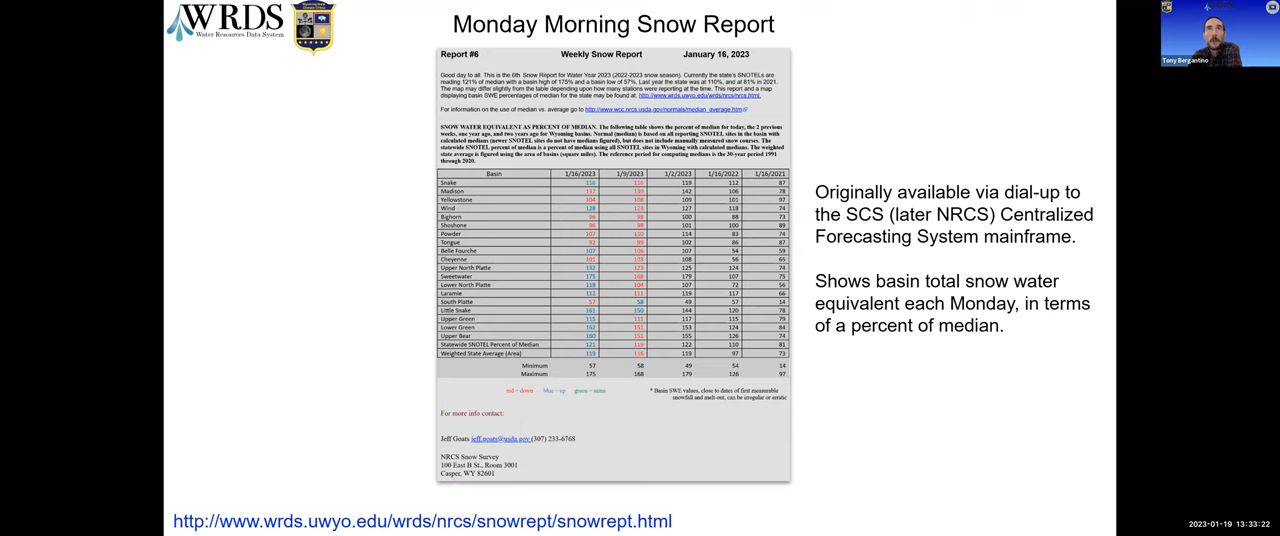 WRDS
Water Resources Data System
Monday Morning Snow Report
Report #6 Weekly Snow Report January 16, 2023
Good day to all. This is the 6th Snow Report for Water Year 2023 (2022-2023 snow season). Currently the state's SNOTELs are
reading 121% of median with a basin high of 175% and a basin low of 57%. Last year the state was at 110%, and at 81% in 2021.
The map may differ slightly from the table depending upon how many stations were reporting at the time. This report and a map
displaying basin SWE percentages of median for the state may be found at: http://www.wrds.uwyo.edu/wrds/nrcs/nrcs.html.
For information on the use of median vs. average go to http://www.wcc.nrcs.usda.gov/normals/median_average.htm
SNOW WATER EQUIVALENT AS PERCENT OF MEDIAN. The following table shows the percent of median for today, the 2 previous
weeks, one year ago, and two years ago for Wyoming basins. Normal (median) is based on all reporting SNOTEL sites in the basin with
calculated medians (newer SNOTEL sites do not have medians figured), but does not include manually measured snow courses. The
statewide SNOTEL percent of median is a percent of median using all SNOTEL sites in Wyoming with calculated medians. The weighted
state average is figured using the area of basins (square miles). The reference period for computing medians is the 30-year period 1991
through 2020.
Basin 1/16/2023 1/9/2023 1/2/2023 1/16/2022 1/16/2021
Snake 116 115 119 112 87
Madison 137 139 142 106 78
Yellowstone 104 108 109 101 97
Wind 128 124 127 118 74
Bighorn 96 98 100 88 73
Shoshone 96 98 101 100 89
Powder 107 110 114 83 74
Tongue 92 99 102 86 87
Belle Fourche 107 106 107 54 59
Cheyenne 101 103 108 56 65
Upper North Platte 132 123 125 124 74
Sweetwater 175 168 179 107 75
Lower North Platte 118 104 107 72 56
Laramie 112 111 119 117 66
South Platte 57 58 49 57 14
Little Snake 161 150 144 120 78
Upper Green 115 111 117 115 79
Lower Green 162 151 153 124 84
Upper Bear 160 151 155 126 74
Statewide SNOTEL Percent of Median 121 119 122 110 81
Weighted State Average (Area) 119 116 119 97 73
Minimum 57 58 49 54 14
Maximum 175 168 179 126 97
red = down blue = up green = same
* Basin SWE values, close to dates of first measurable
snowfall and melt-out, can be irregular or erratic
For more info contact:
Jeff Goats jeff.goats@usda.gov (307) 233-6768
NRCS Snow Survey
100 East B St., Room 3001
Casper, WY 82601
Originally available via dial-up to
the SCS (later NRCS) Centralized
Forecasting System mainframe.
Shows basin total snow water
equivalent each Monday, in terms
of a percent of median.
http://www.wrds.uwyo.edu/wrds/nrcs/snowrept/snowrept.html
Tony Bergantino
2023-01-19 13:33:22